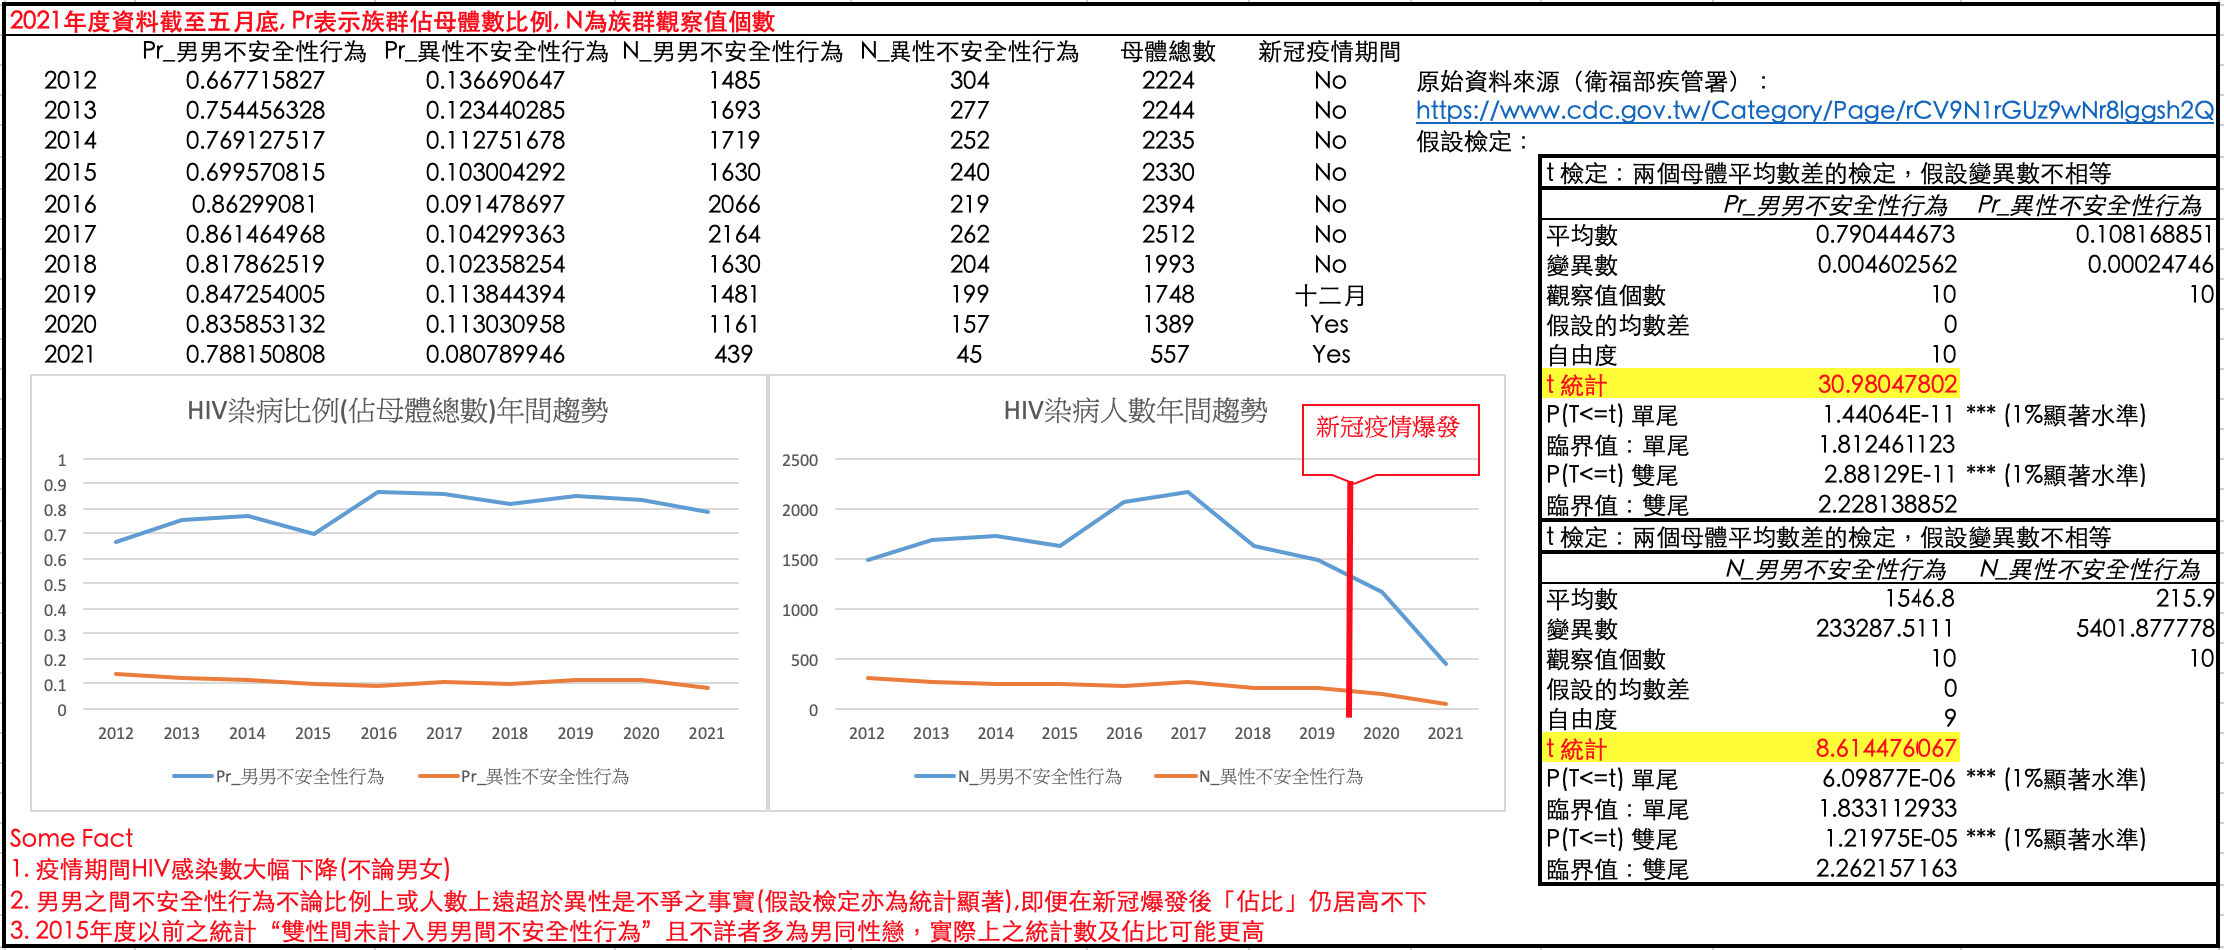 2021年度資料截至五月底, Pr表示族群佔母體數比例, N為族群觀察值個數
Pr_男男不安全性行為 Pr_異性不安全性行為 N_男男不安全性行為 N_異性不安全性行為 母體總數 新冠疫情期間
2012 0.667715827 0.136690647 1485 304 2224 No
2013 0.754456328 0.123440285 1693 277 2244 No
2014 0.769127517 0.112751678 1719 252 2235 No
2015 0.699570815 0.103004292 1630 240 2330 No
2016 0.86299081 0.091478697 2066 219 2394 No
2017 0.861464968 0.104299363 2164 262 2512 No
2018 0.817862519 0.102358254 1630 204 1993 No
2019 0.847254005 0.113844394 1481 199 1748 十二月
2020 0.835853132 0.113030958 1161 157 1389 Yes
2021 0.788150808 0.080789946 439 45 557 Yes
原始資料來源（衛福部疾管署）：
https://www.cdc.gov.tw/Category/Page/rCV9N1rGUz9wNr8lggsh2Q
假設檢定：
t 檢定：兩個母體平均數差的檢定，假設變異數不相等
Pr_男男不安全性行為 Pr_異性不安全性行為
平均數 0.790444673 0.108168851
變異數 0.004602562 0.00024746
觀察值個數 10 10
假設的均數差 0
自由度 10
t 統計 30.98047802
P(T<=t) 單尾 1.44064E-11 *** (1%顯著水準)
臨界值：單尾 1.812461123
P(T<=t) 雙尾 2.88129E-11 *** (1%顯著水準)
臨界值：雙尾 2.228138852
t 檢定：兩個母體平均數差的檢定，假設變異數不相等
N_男男不安全性行為 N_異性不安全性行為
平均數 1546.8 215.9
變異數 233287.5111 5401.877778
觀察值個數 10 10
假設的均數差 0
自由度 9
t 統計 8.614476067
P(T<=t) 單尾 6.09877E-06 *** (1%顯著水準)
臨界值：單尾 1.833112933
P(T<=t) 雙尾 1.21975E-05 *** (1%顯著水準)
臨界值：雙尾 2.262157163
HIV染病比例(佔母體總數)年間趨勢
1
0.9
0.8
0.7
0.6
0.5
0.4
0.3
0.2
0.1
0
2012 2013 2014 2015 2016 2017 2018 2019 2020 2021
Pr_男男不安全性行為 Pr_異性不安全性行為
HIV染病人數年間趨勢
新冠疫情爆發
2500
2000
1500
1000
500
0
2012 2013 2014 2015 2016 2017 2018 2019 2020 2021
N_男男不安全性行為 N_異性不安全性行為
Some Fact
1. 疫情期間HIV感染數大幅下降(不論男女)
2. 男男之間不安全性行為不論比例上或人數上遠超於異性是不爭之事實(假設檢定亦為統計顯著),即便在新冠爆發後「佔比」仍居高不下
3. 2015年度以前之統計“雙性間未計入男男間不安全性行為”且不詳者多為男同性戀，實際上之統計數及佔比可能更高